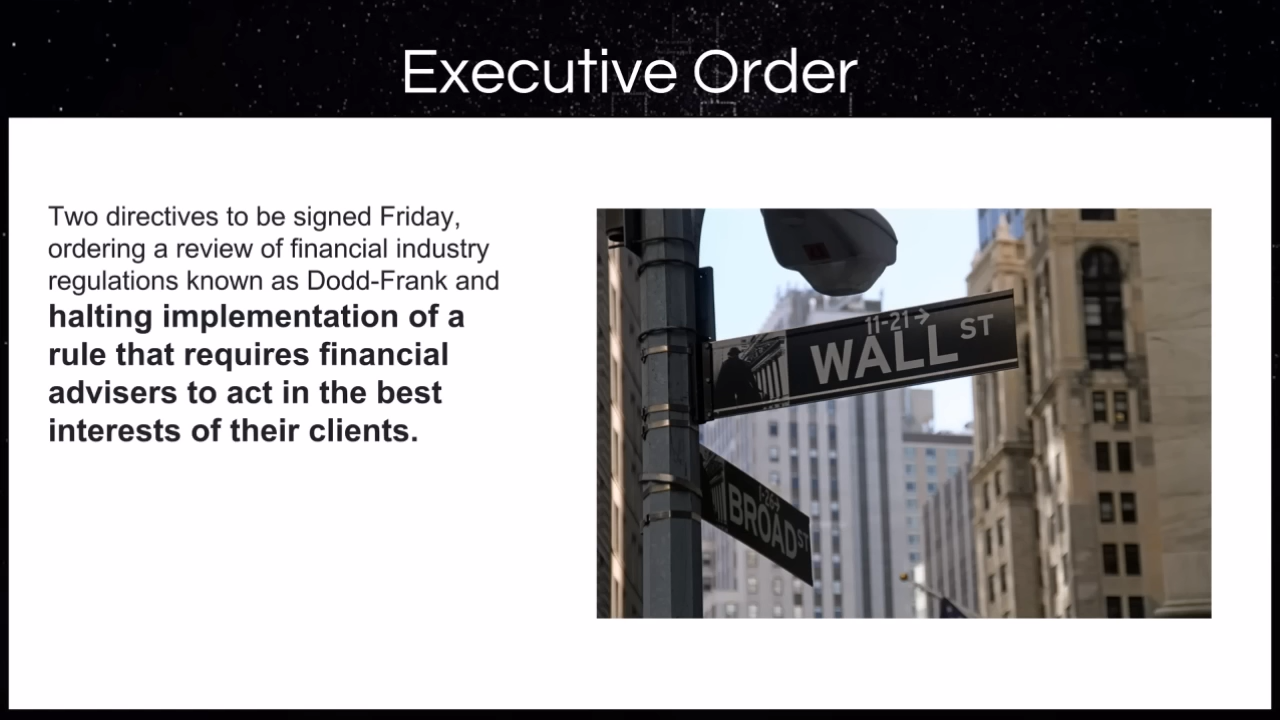 Executive Order
Two directives to be signed Friday,
ordering a review of financial industry
regulations known as Dodd-Frank and
halting implementation of a
rule that requires financial
advisers to act in the best
interests of their clients.
11-21→
WALL ST
BROAD ST